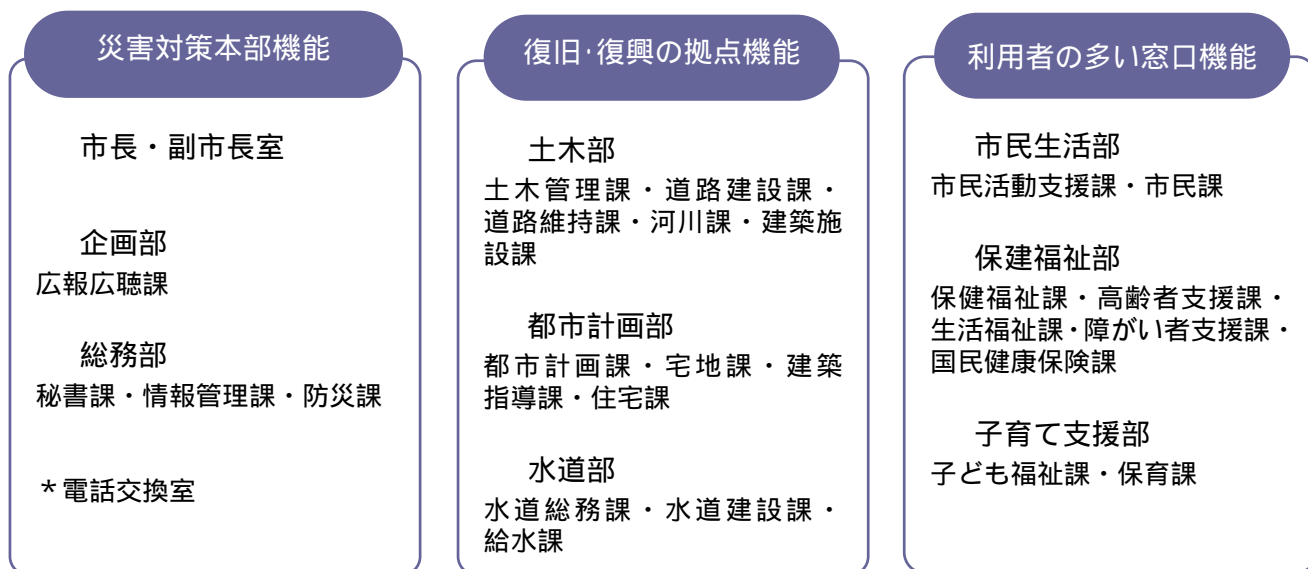 災害対策本部機能
市長・副市長室
企画部
広報広聴課
総務部
秘書課・情報管理課・防災課
*電話交換室
復旧・復興の拠点機能
土木部
土木管理課・道路建設課・
道路維持課・河川課・建築施
設課
都市計画部
都市計画課・宅地課・建築
指導課・住宅課
水道部
水道総務課・水道建設課・
給水課
利用者の多い窓口機能
市民生活部
市民活動支援課・市民課
保建福祉部
保健福祉課・高齢者支援課・
生活福祉課・障がい者支援課・
国民健康保険課
子育て支援部
子ども福祉課・保育課